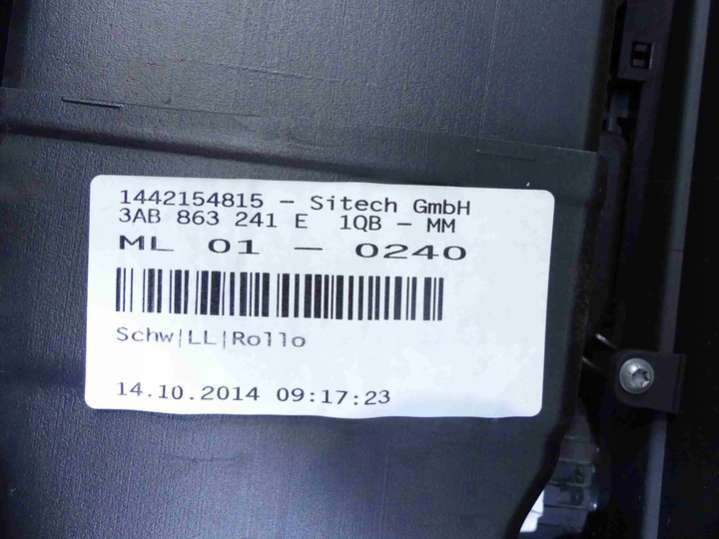 1442154815 - Sitech GmbH
3AB 863 241 E 1QB - MM
ML 01 - 0240
Schw|LL|Rollo
14.10.2014 09:17:23